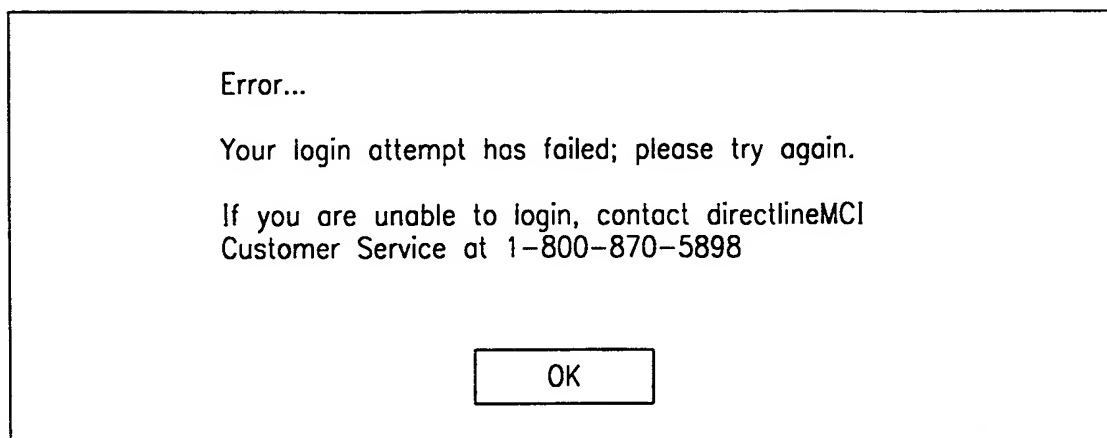 Error...
Your login attempt has failed; please try again.
If you are unable to login, contact directlineMCI
Customer Service at 1-800-870-5898
OK